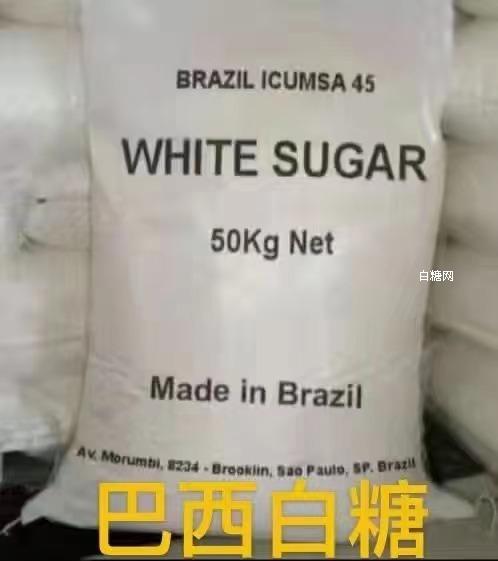 BRAZIL ICUMSA 45
WHITE SUGAR
50Kg Net
白糖网
Made in Brazil
Av. Morumbi, 8234 - Brooklin, Sao Paulo, SP. Brazil
巴西白糖